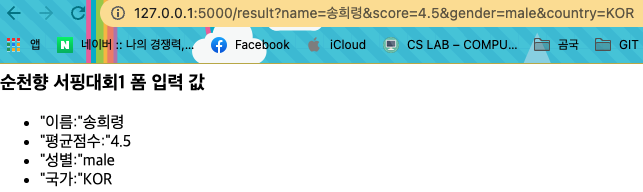 127.0.0.1:5000/result?name=송희령&score=4.5&gender=male&country=KOR
앱 네이버 :: 나의 경쟁력,... Facebook iCloud CS LAB – COMPU... 곰국 GIT
순천향 서핑대회1 폼 입력 값
• "이름:"송희령
• "평균점수:"4.5
• "성별:"male
• "국가:"KOR